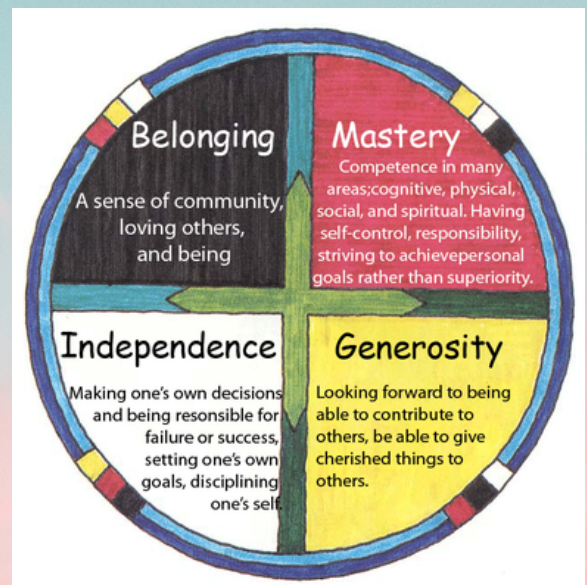 Belonging
A sense of community,
loving others,
and being
Mastery
Competence in many
areas;cognitive, physical,
social, and spiritual. Having
self-control, responsibility,
striving to achievepersonal
goals rather than superiority.
Independence
Making one's own decisions
and being resonsible for
failure or success,
setting one's own
goals, disciplining
one's self.
Generosity
Looking forward to being
able to contribute to
others, be able to give
cherished things to
others.